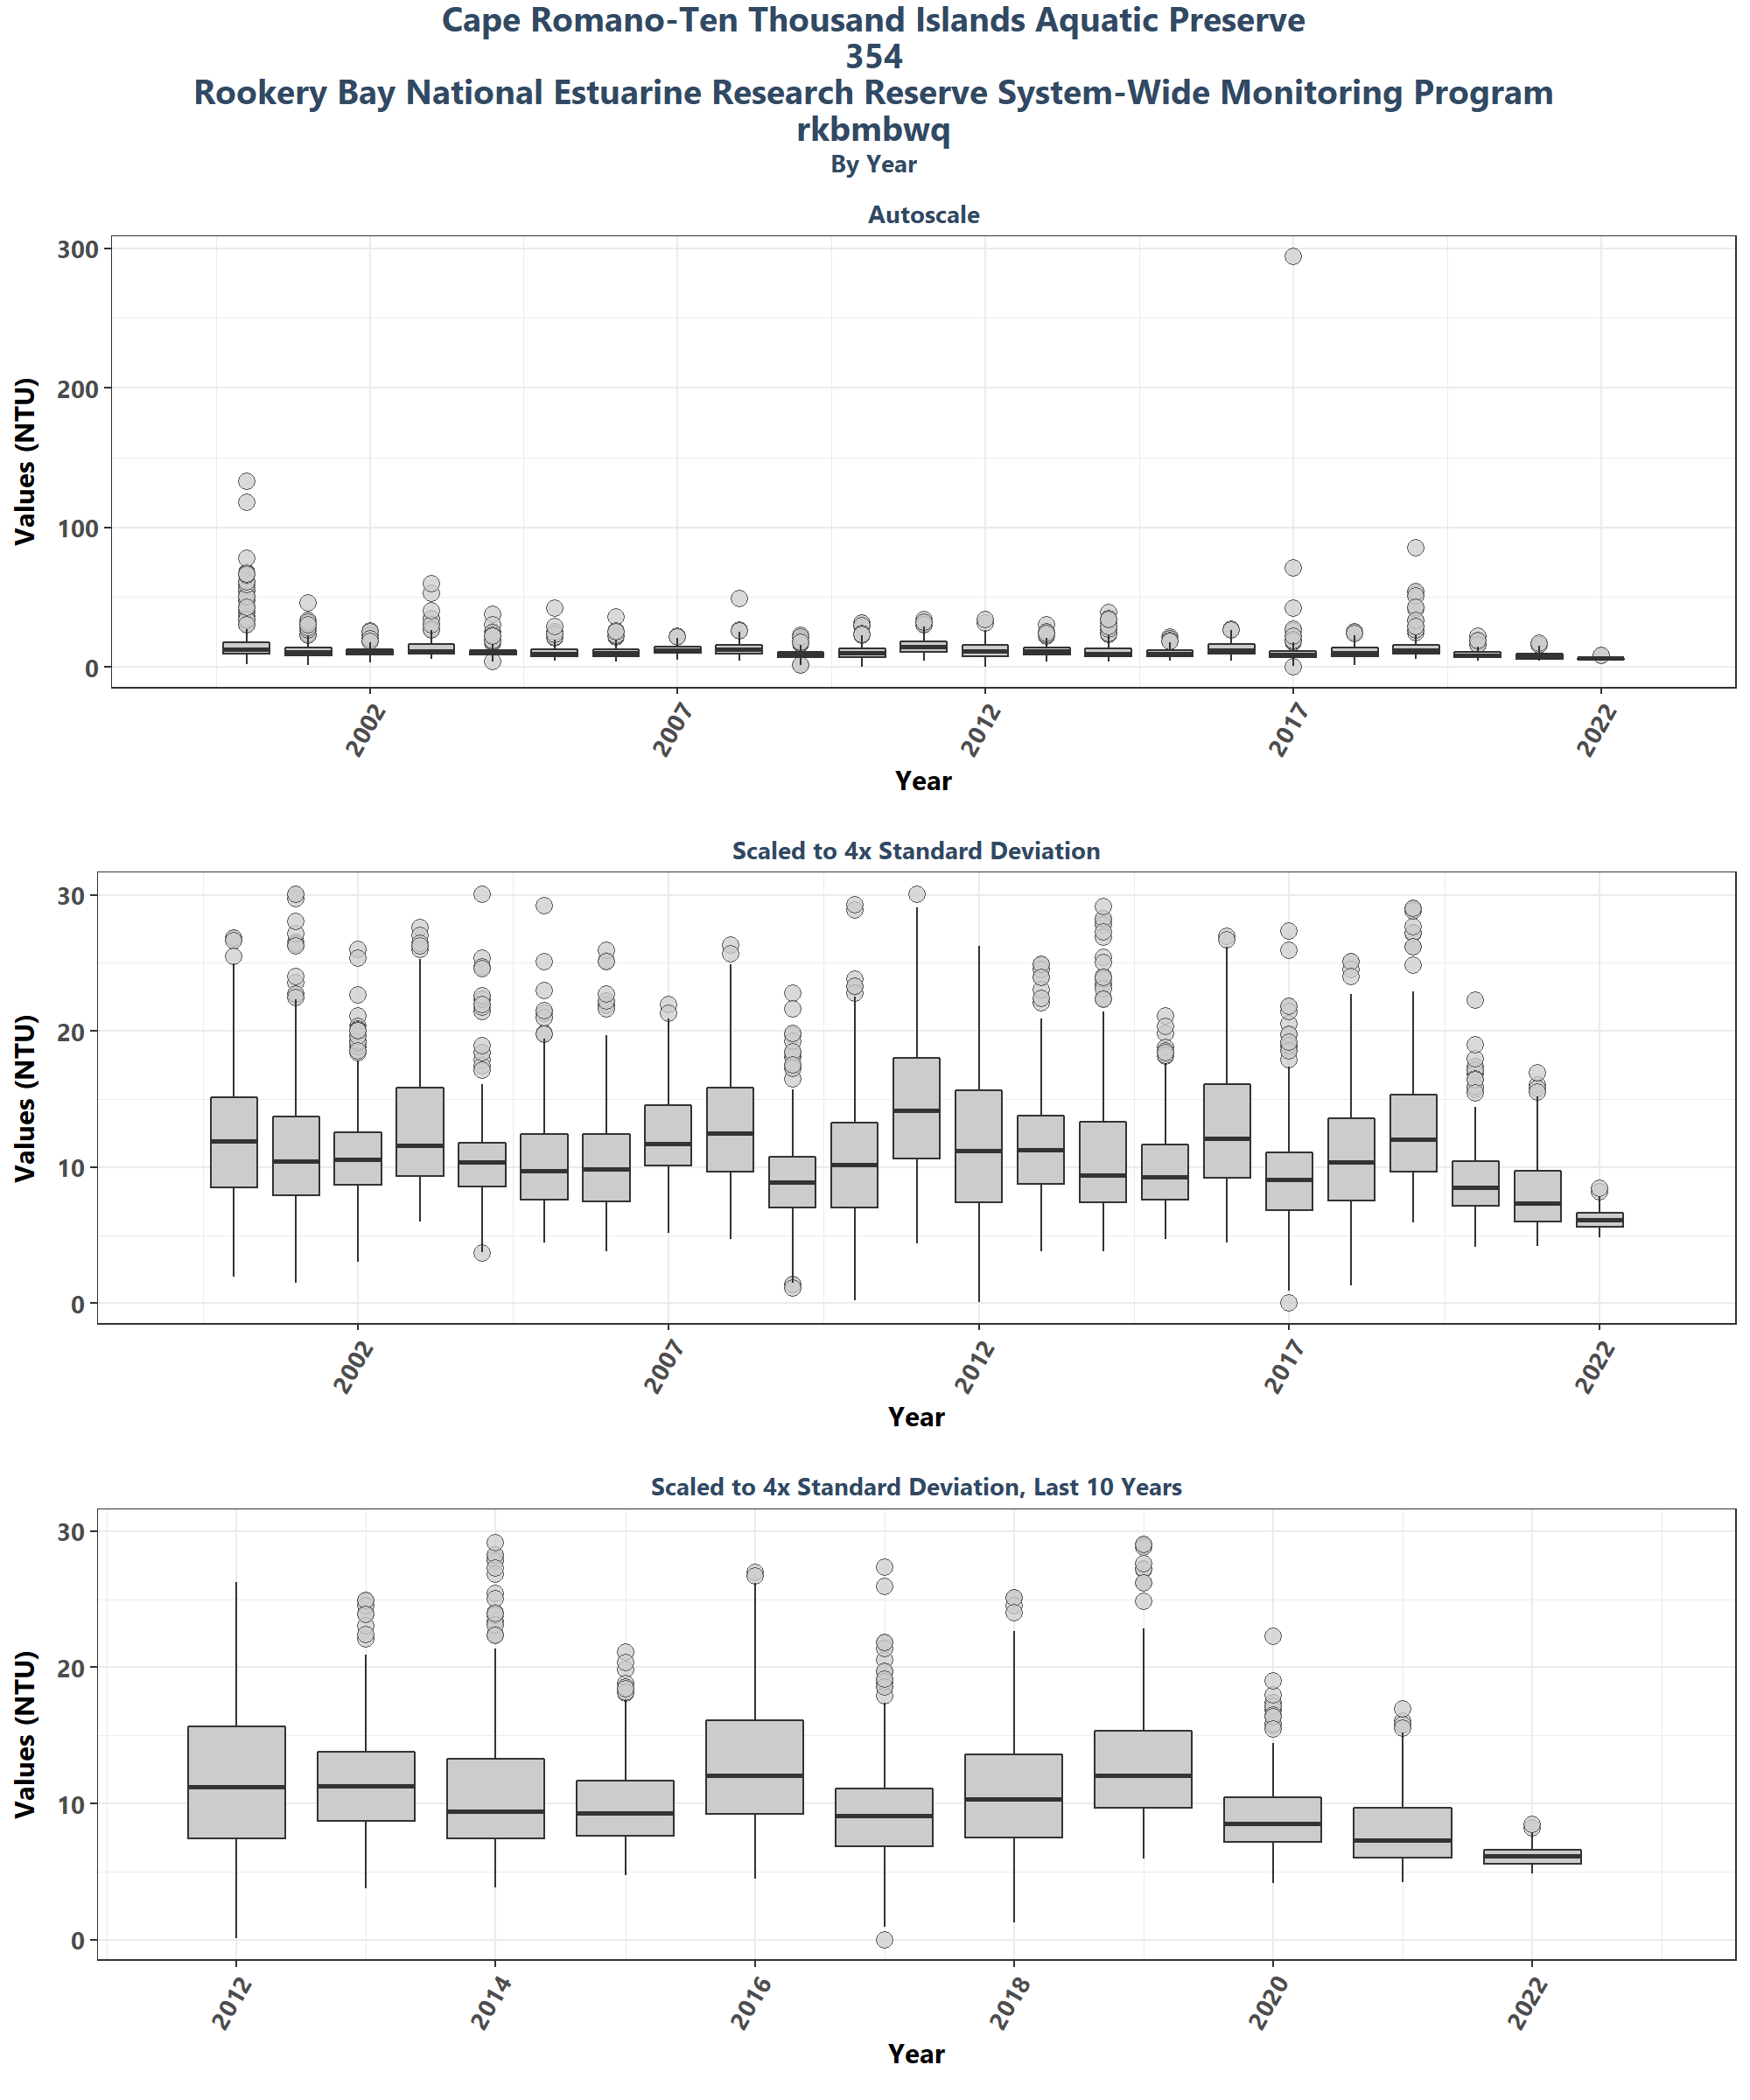 Cape Romano-Ten Thousand Islands Aquatic Preserve
354
Rookery Bay National Estuarine Research Reserve System-Wide Monitoring Program
rkbmbwq
By Year
Autoscale
Values (NTU)
300
200
100
0
2002
2007
2012
2017
2022
Year
Scaled to 4x Standard Deviation
Values (NTU)
30
20
10
0
2002
2007
2012
2017
2022
Year
Scaled to 4x Standard Deviation, Last 10 Years
Values (NTU)
30
20
10
0
2012
2014
2016
2018
2020
2022
Year